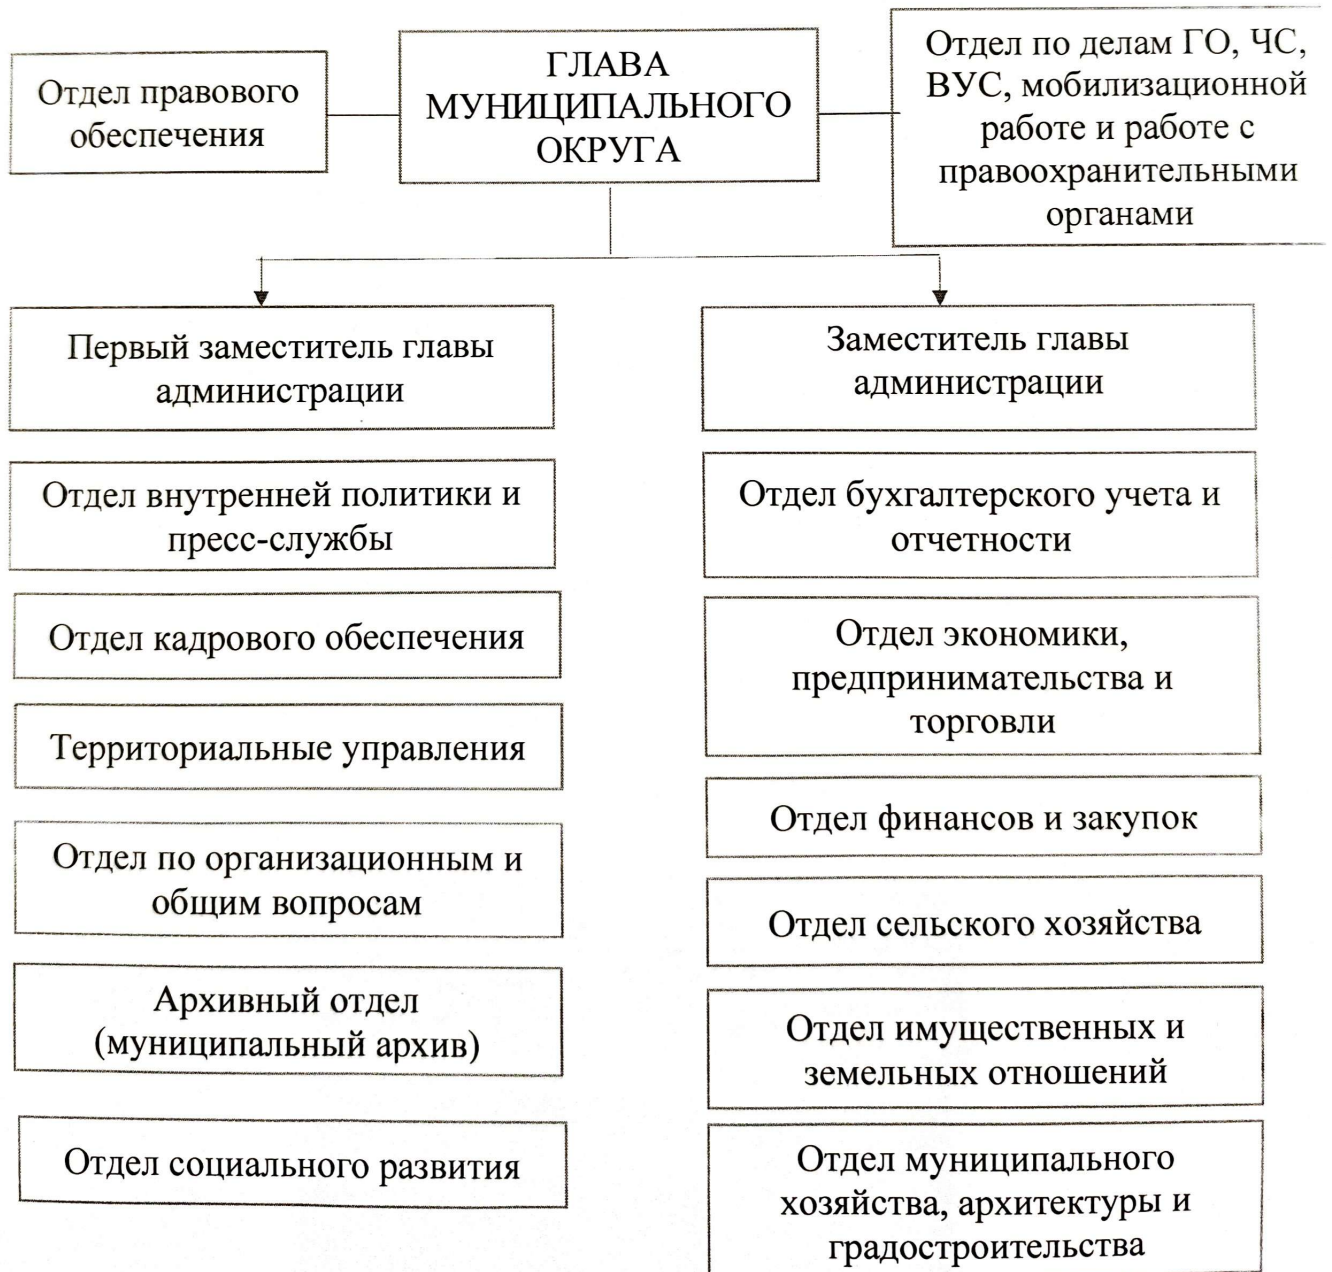 Отдел правового
обеспечения
ГЛАВА
МУНИЦИПАЛЬНОГО
ОКРУГА
Отдел по делам ГО, ЧС,
ВУС, мобилизационной
работе и работе с
правоохранительными
органами
Первый заместитель главы
администрации
Заместитель главы
администрации
Отдел внутренней политики и
пресс-службы
Отдел кадрового обеспечения
Территориальные управления
Отдел по организационным и
общим вопросам
Архивный отдел
(муниципальный архив)
Отдел социального развития
Отдел бухгалтерского учета и
отчетности
Отдел экономики,
предпринимательства и
торговли
Отдел финансов и закупок
Отдел сельского хозяйства
Отдел имущественных и
земельных отношений
Отдел муниципального
хозяйства, архитектуры и
градостроительства